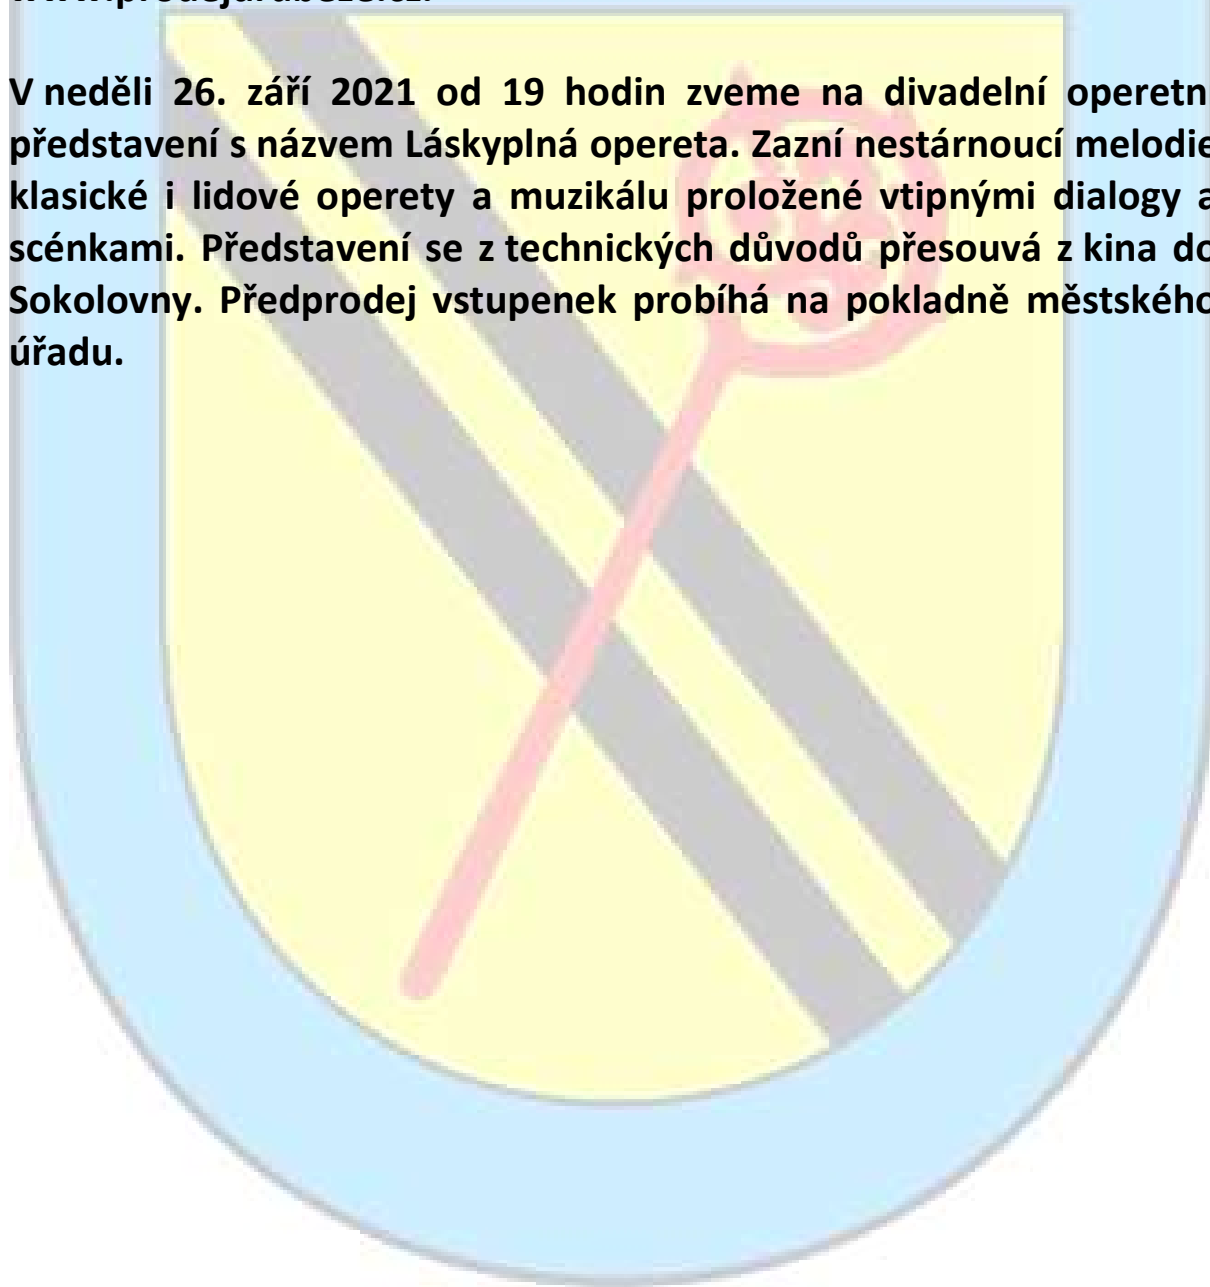 V neděli 26. září 2021 od 19 hodin zveme na divadelní operetn
představení s názvem Láskyplná opereta. Zazní nestárnoucí melodie
klasické i lidové operety a muzikálu proložené vtipnými dialogy a
scénkami. Představení se z technických důvodů přesouvá z kina do
Sokolovny. Předprodej vstupenek probíhá na pokladně městského
úřadu.